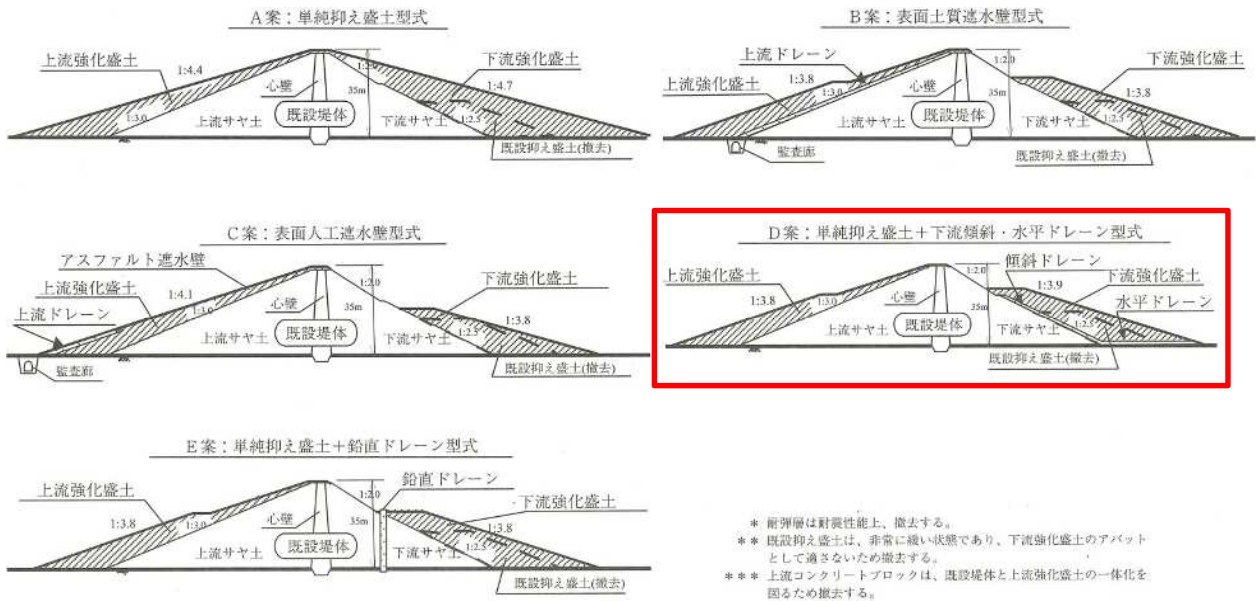 A案：単純抑え盛土型式
上流強化盛土
1:4.4
1:3.0
上流サヤ土
心壁
既設堤体
35m
下流強化盛土
1:4.7
1:2.5
下流サヤ土
既設抑え盛土(撤去)
B案：表面土質遮水壁型式
上流ドレーン
上流強化盛土
1:3.8
1:3.0
上流サヤ土
監査廊
心壁
既設堤体
1:2.0
35m
下流強化盛土
1:3.8
1:2.5
下流サヤ土
既設抑え盛土(撤去)
C案：表面人工遮水壁型式
アスファルト遮水壁
上流強化盛土
上流ドレーン
1:4.1
1:3.0
上流サヤ土
監査廊
心壁
既設堤体
1:2.0
35m
下流強化盛土
1:3.8
1:2.5
下流サヤ土
既設抑え盛土(撤去)
D案：単純抑え盛土＋下流傾斜・水平ドレーン型式
上流強化盛土
1:3.8
1:3.0
上流サヤ土
心壁
既設堤体
1:2.0
35m
傾斜ドレーン
1:3.9
下流強化盛土
水平ドレーン
1:2.5
下流サヤ土
既設抑え盛土(撤去)
E案：単純抑え盛土＋鉛直ドレーン型式
上流強化盛土
1:3.8
1:3.0
上流サヤ土
心壁
既設堤体
1:2.0
35m
鉛直ドレーン
下流強化盛土
1:3.8
1:2.5
下流サヤ土
既設抑え盛土(撤去)
＊ 耐弾層は耐震性能上、撤去する。
＊＊ 既設抑え盛土は、非常に緩い状態であり、下流強化盛土のアバット
として適さないため撤去する。
＊＊＊ 上流コンクリートブロックは、既設堤体と上流強化盛土の一体化を
図るため撤去する。